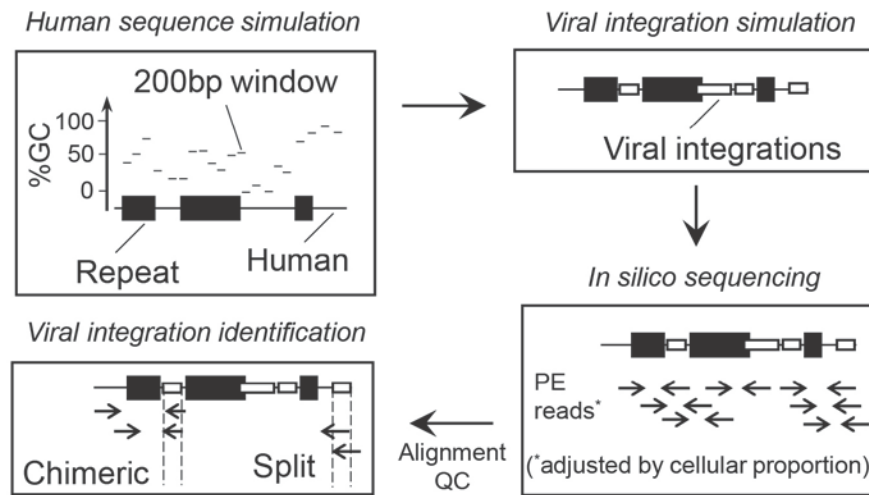 Human sequence simulation
200bp window
100
50
0
%GC
Repeat
Human
Viral integration simulation
Viral integrations
In silico sequencing
PE
reads*
(*adjusted by cellular proportion)
Alignment
QC
Viral integration identification
Chimeric
Split